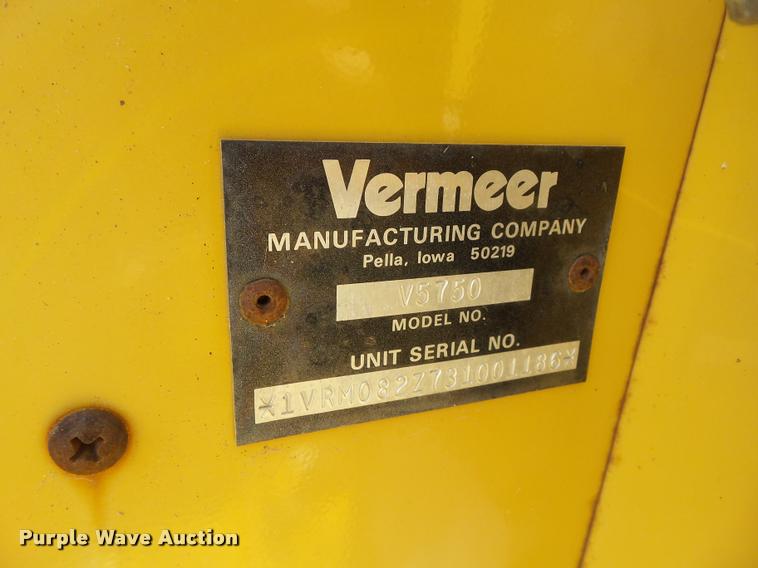 Vermeer
MANUFACTURING COMPANY
Pella, Iowa 50219
V5750
MODEL NO.
UNIT SERIAL NO.
*1VRM082Z731001186*
Purple Wave Auction